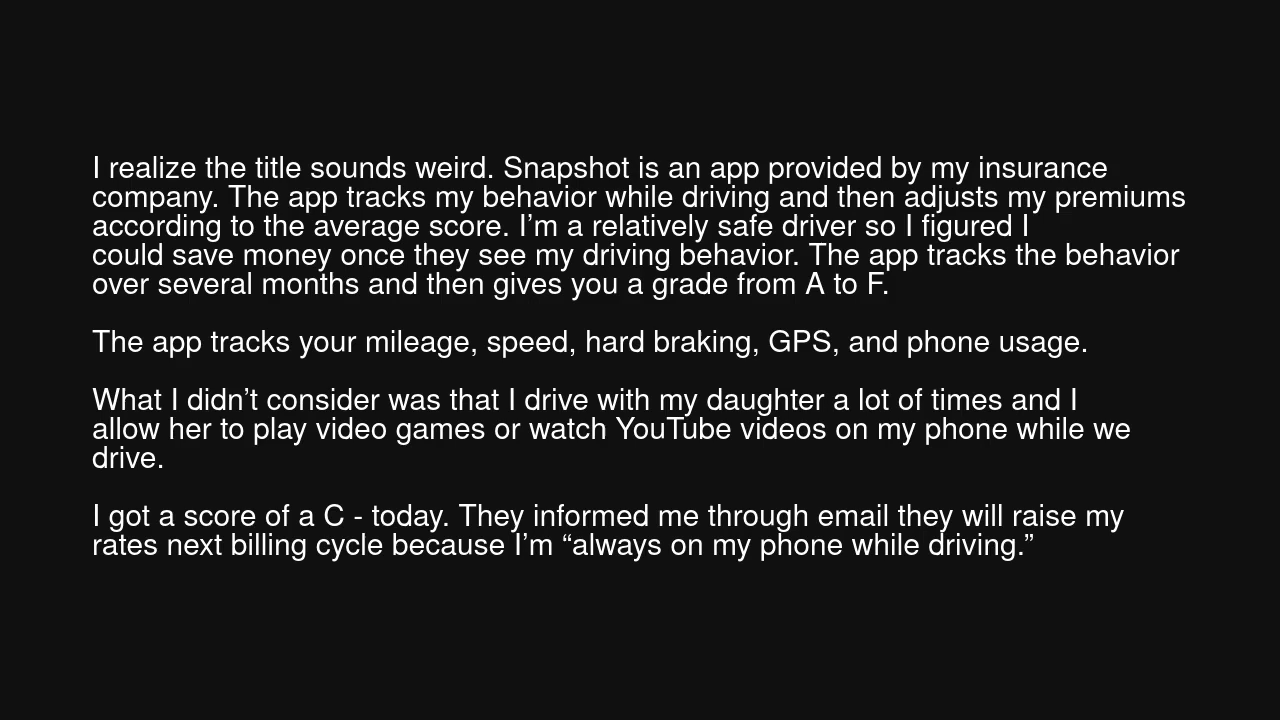 I realize the title sounds weird. Snapshot is an app provided by my insurance
company. The app tracks my behavior while driving and then adjusts my premiums
according to the average score. I’m a relatively safe driver so I figured I
could save money once they see my driving behavior. The app tracks the behavior
over several months and then gives you a grade from A to F.
The app tracks your mileage, speed, hard braking, GPS, and phone usage.
What I didn’t consider was that I drive with my daughter a lot of times and I
allow her to play video games or watch YouTube videos on my phone while we
drive.
I got a score of a C - today. They informed me through email they will raise my
rates next billing cycle because I’m “always on my phone while driving.”